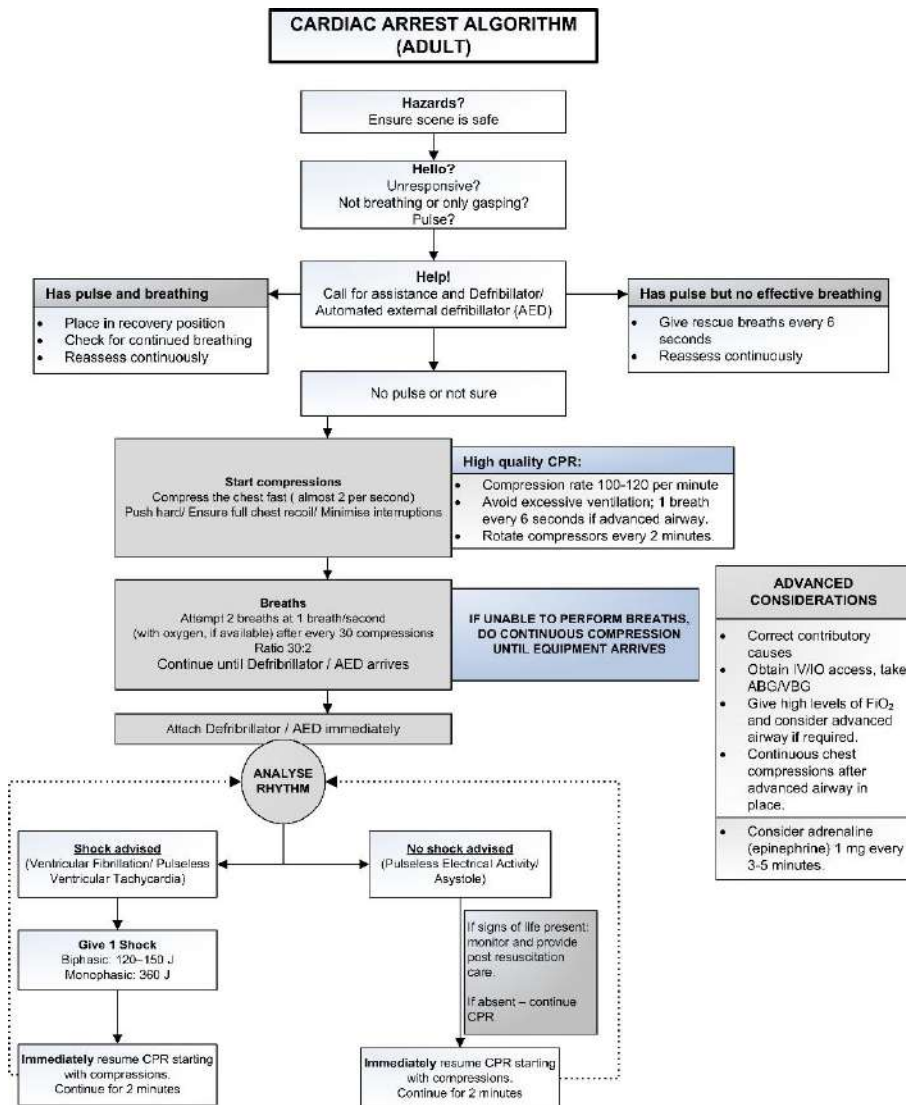 CARDIAC ARREST ALGORITHM
(ADULT)
Hazards?
Ensure scene is safe
Hello?
Unresponsive?
Not breathing or only gasping?
Pulse?
Help!
Call for assistance and Defribillator/
Automated external defribillator (AED)
Has pulse and breathing
• Place in recovery position
• Check for continued breathing
• Reassess continuously
Has pulse but no effective breathing
• Give rescue breaths every 6
seconds
• Reassess continuously
No pulse or not sure
Start compressions
Compress the chest fast ( almost 2 per second)
Push hard/ Ensure full chest recoil/ Minimise interruptions
High quality CPR:
• Compression rate 100-120 per minute
• Avoid excessive ventilation; 1 breath
every 6 seconds if advanced airway.
• Rotate compressors every 2 minutes.
Breaths
Attempt 2 breaths at 1 breath/second
(with oxygen, if available) after every 30 compressions
Ratio 30:2
Continue until Defribrillator / AED arrives
IF UNABLE TO PERFORM BREATHS,
DO CONTINUOUS COMPRESSION
UNTIL EQUIPMENT ARRIVES
ADVANCED
CONSIDERATIONS
• Correct contributory
causes
• Obtain IV/IO access, take
ABG/VBG
• Give high levels of FiO₂
and consider advanced
airway if required.
• Continuous chest
compressions after
advanced airway in
place.
• Consider adrenaline
(epinephrine) 1 mg every
3-5 minutes.
Attach Defribrillator / AED immediately
ANALYSE
RHYTHM
Shock advised
(Ventricular Fibrillation/ Pulseless
Ventricular Tachycardia)
No shock advised
(Pulseless Electrical Activity/
Asystole)
Give 1 Shock
Biphasic: 120–150 J
Monophasic: 360 J
If signs of life present:
monitor and provide
post resuscitation
care.
If absent – continue
CPR
Immediately resume CPR starting
with compressions.
Continue for 2 minutes
Immediately resume CPR starting
with compressions.
Continue for 2 minutes